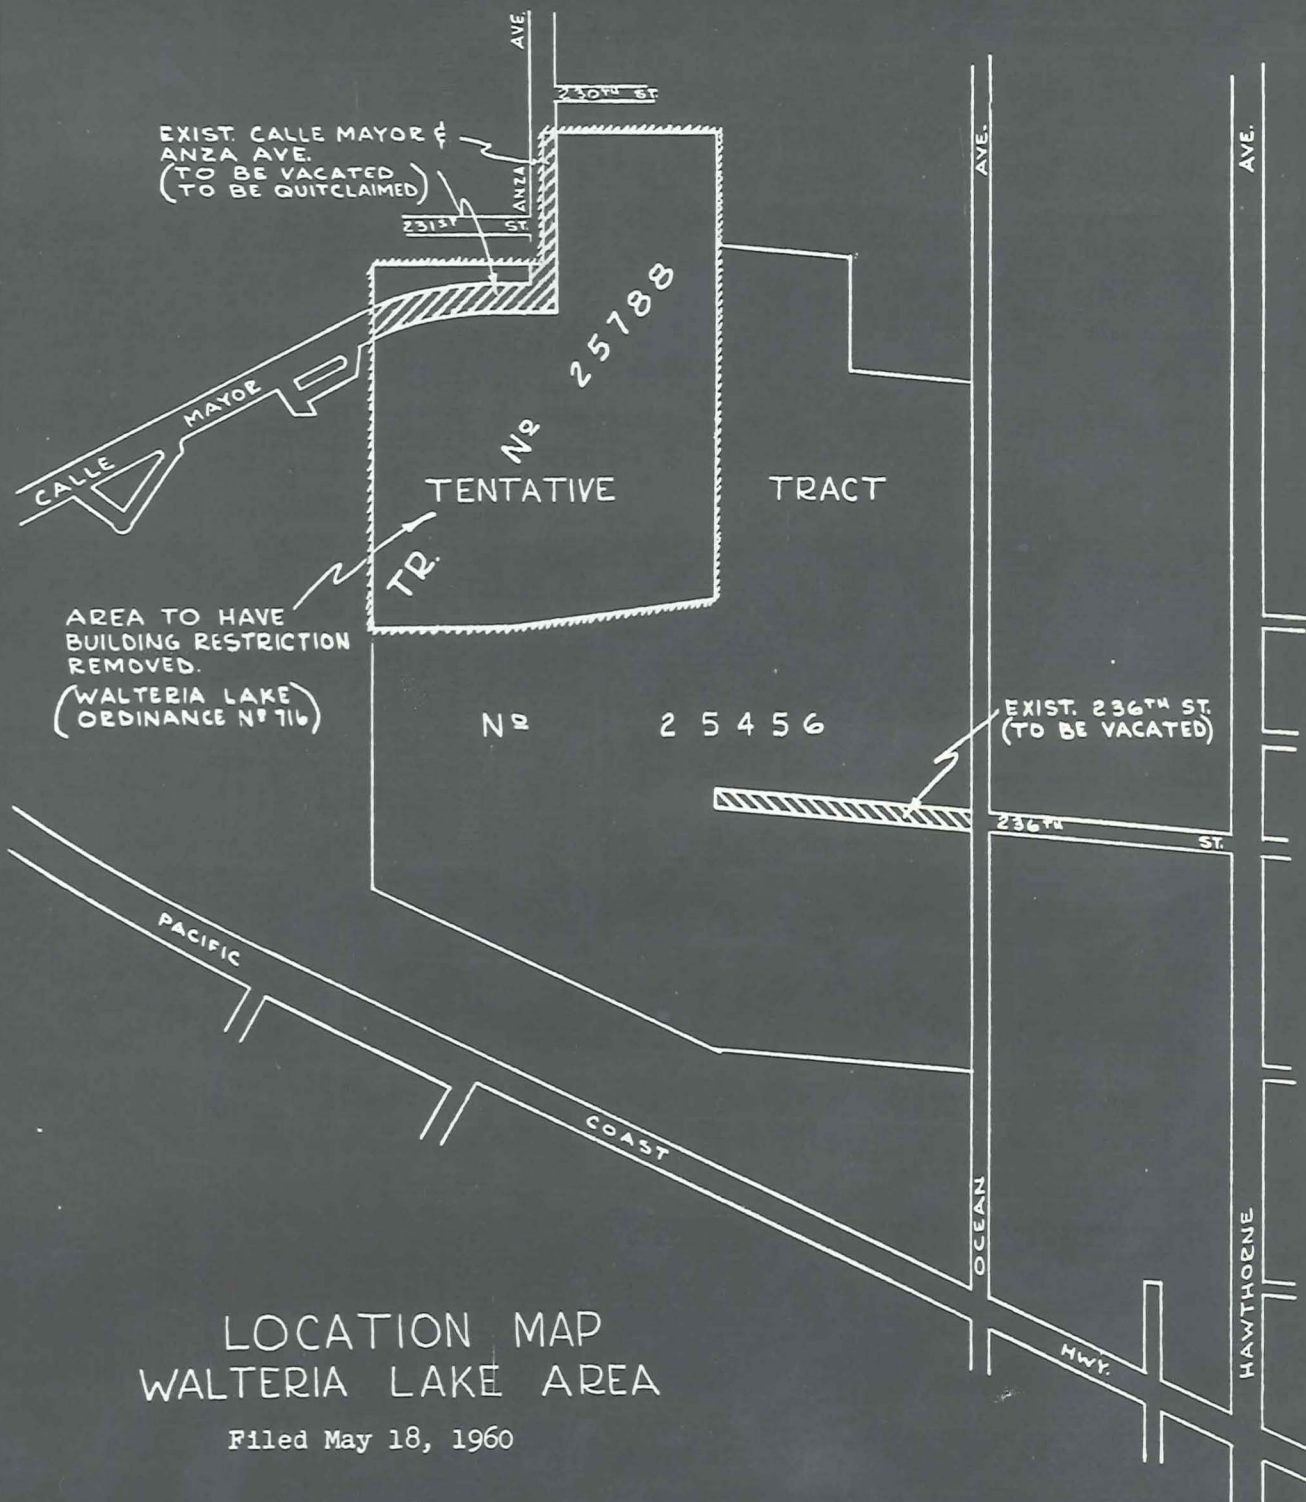 AVE.
230TH ST.
EXIST. CALLE MAYOR &
ANZA AVE.
(TO BE VACATED
TO BE QUITCLAIMED)
ANZA
231ST ST.
AVE.
AVE.
Nº 25788
CALLE MAYOR
TENTATIVE TRACT
TR.
AREA TO HAVE
BUILDING RESTRICTION
REMOVED.
(WALTERIA LAKE
ORDINANCE Nº 716)
Nº 25456
EXIST. 236TH ST.
(TO BE VACATED)
236TH ST.
PACIFIC COAST HWY.
OCEAN
HAWTHORNE
LOCATION MAP
WALTERIA LAKE AREA
Filed May 18, 1960